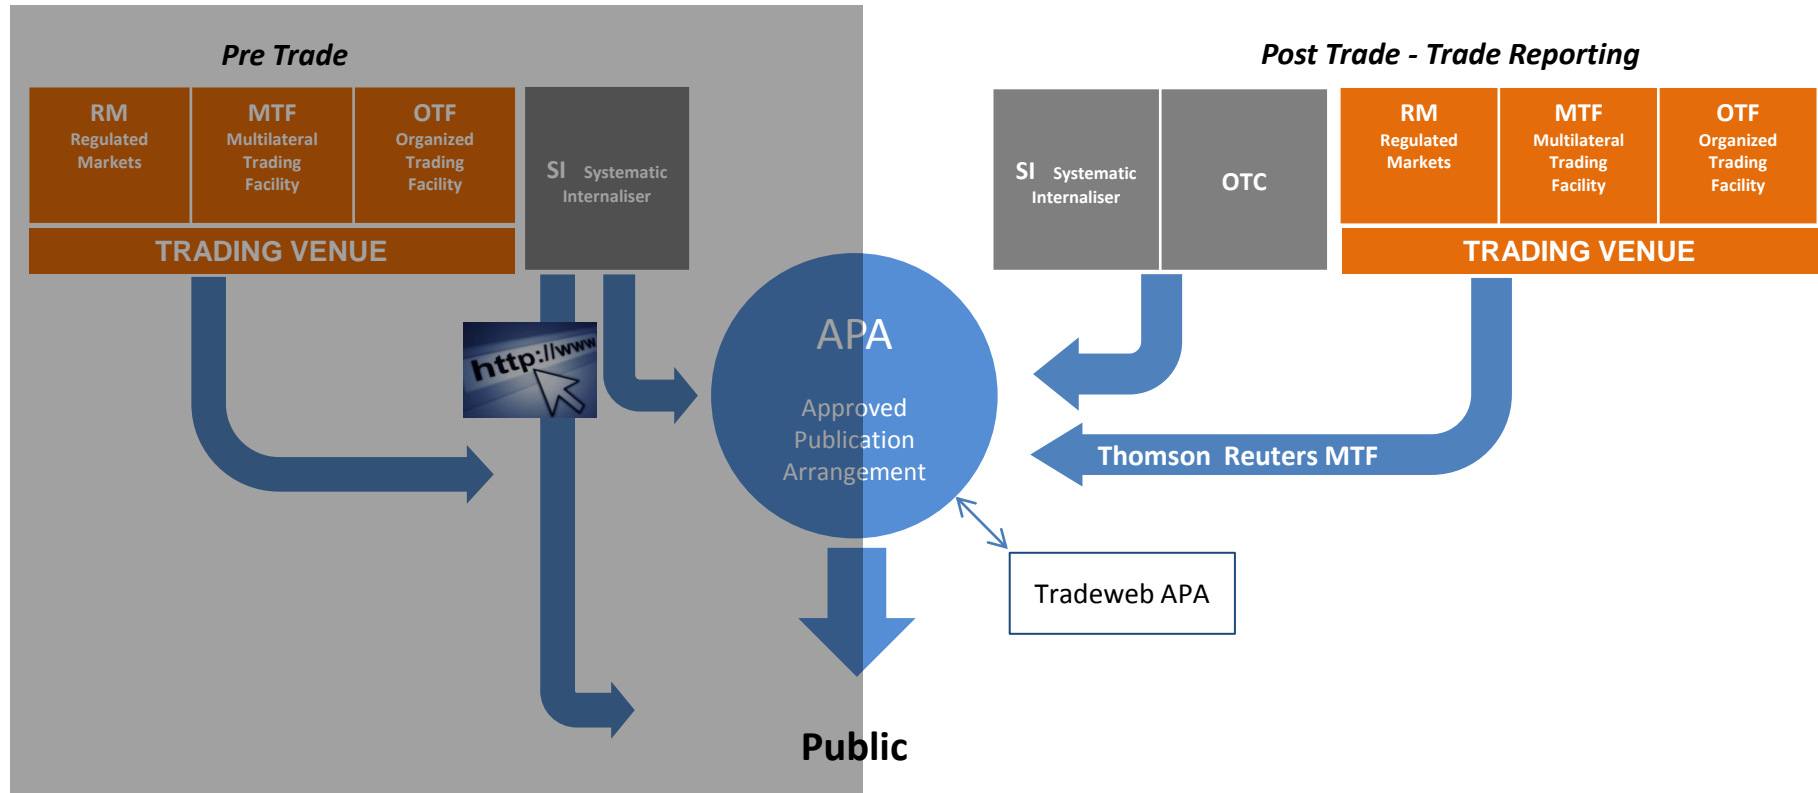 Pre Trade
Post Trade - Trade Reporting
RM
Regulated
Markets
MTF
Multilateral
Trading
Facility
OTF
Organized
Trading
Facility
SI Systematic
Internaliser
TRADING VENUE
SI Systematic
Internaliser
OTC
RM
Regulated
Markets
MTF
Multilateral
Trading
Facility
OTF
Organized
Trading
Facility
TRADING VENUE
http://www
APA
Approved
Publication
Arrangement
Thomson Reuters MTF
Tradeweb APA
Public